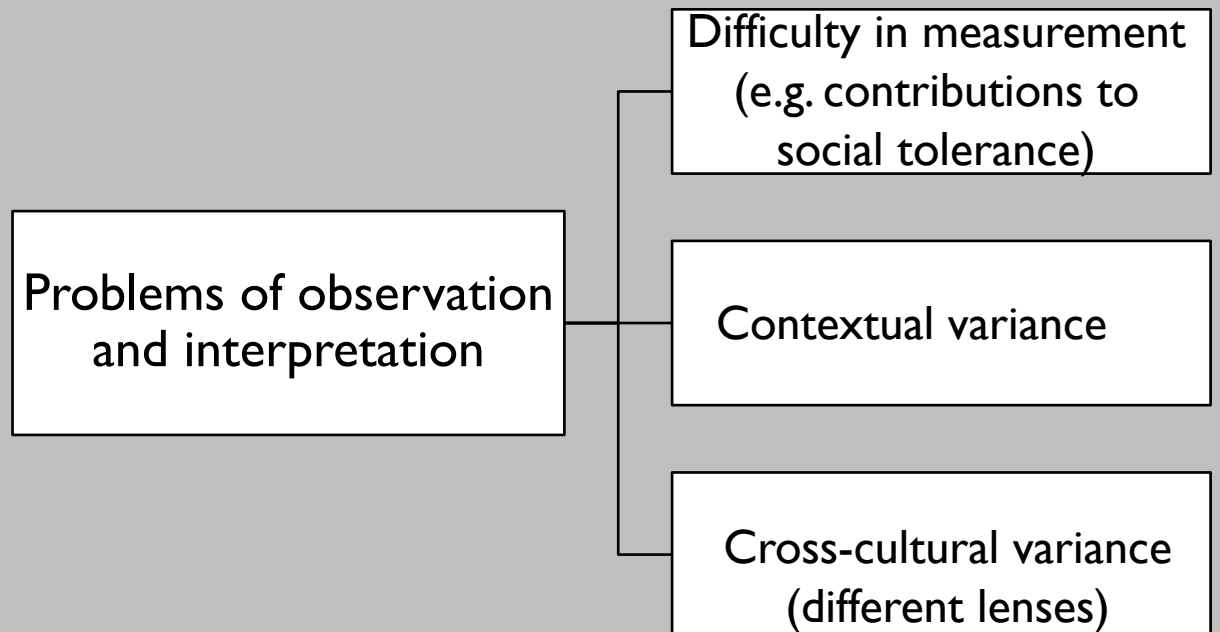 Difficulty in measurement
(e.g. contributions to
social tolerance)
Problems of observation
and interpretation
Contextual variance
Cross-cultural variance
(different lenses)